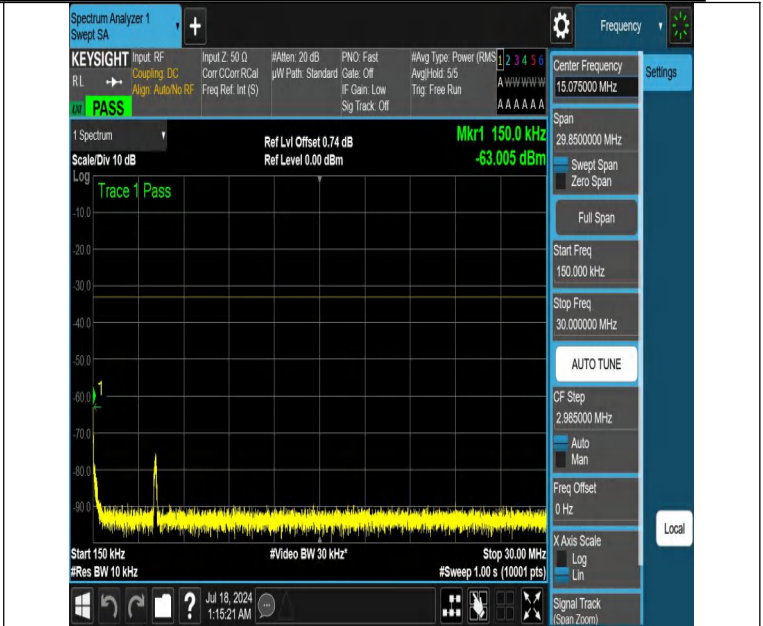 Spectrum Analyzer 1
Swept SA
+
Frequency
KEYSIGHT
RL
LXI
PASS
Input: RF
Coupling: DC
Align: Auto/No RF
Input Z: 50 Ω
Corr CCorr RCal
Freq Ref: Int (S)
#Atten: 20 dB
µW Path: Standard
PNO: Fast
Gate: Off
IF Gain: Low
Sig Track: Off
#Avg Type: Power (RMS
Avg|Hold: 5/5
Trig: Free Run
1 2 3 4 5 6
A W W W W W
A A A A A A
1 Spectrum
Scale/Div 10 dB
Ref Lvl Offset 0.74 dB
Ref Level 0.00 dBm
Mkr1 150.0 kHz
-63.005 dBm
Log
Trace 1 Pass
-10.0
-20.0
-30.0
-40.0
-50.0
-60.0
-70.0
-80.0
-90.0
1
Start 150 kHz
#Video BW 30 kHz*
Stop 30.00 MHz
#Res BW 10 kHz
#Sweep 1.00 s (10001 pts)
Jul 18, 2024
1:15:21 AM
?
Center Frequency
15.075000 MHz
Settings
Span
29.8500000 MHz
Swept Span
Zero Span
Full Span
Start Freq
150.000 kHz
Stop Freq
30.000000 MHz
AUTO TUNE
CF Step
2.985000 MHz
Auto
Man
Freq Offset
0 Hz
X Axis Scale
Log
Lin
Local
Signal Track
(Span Zoom)